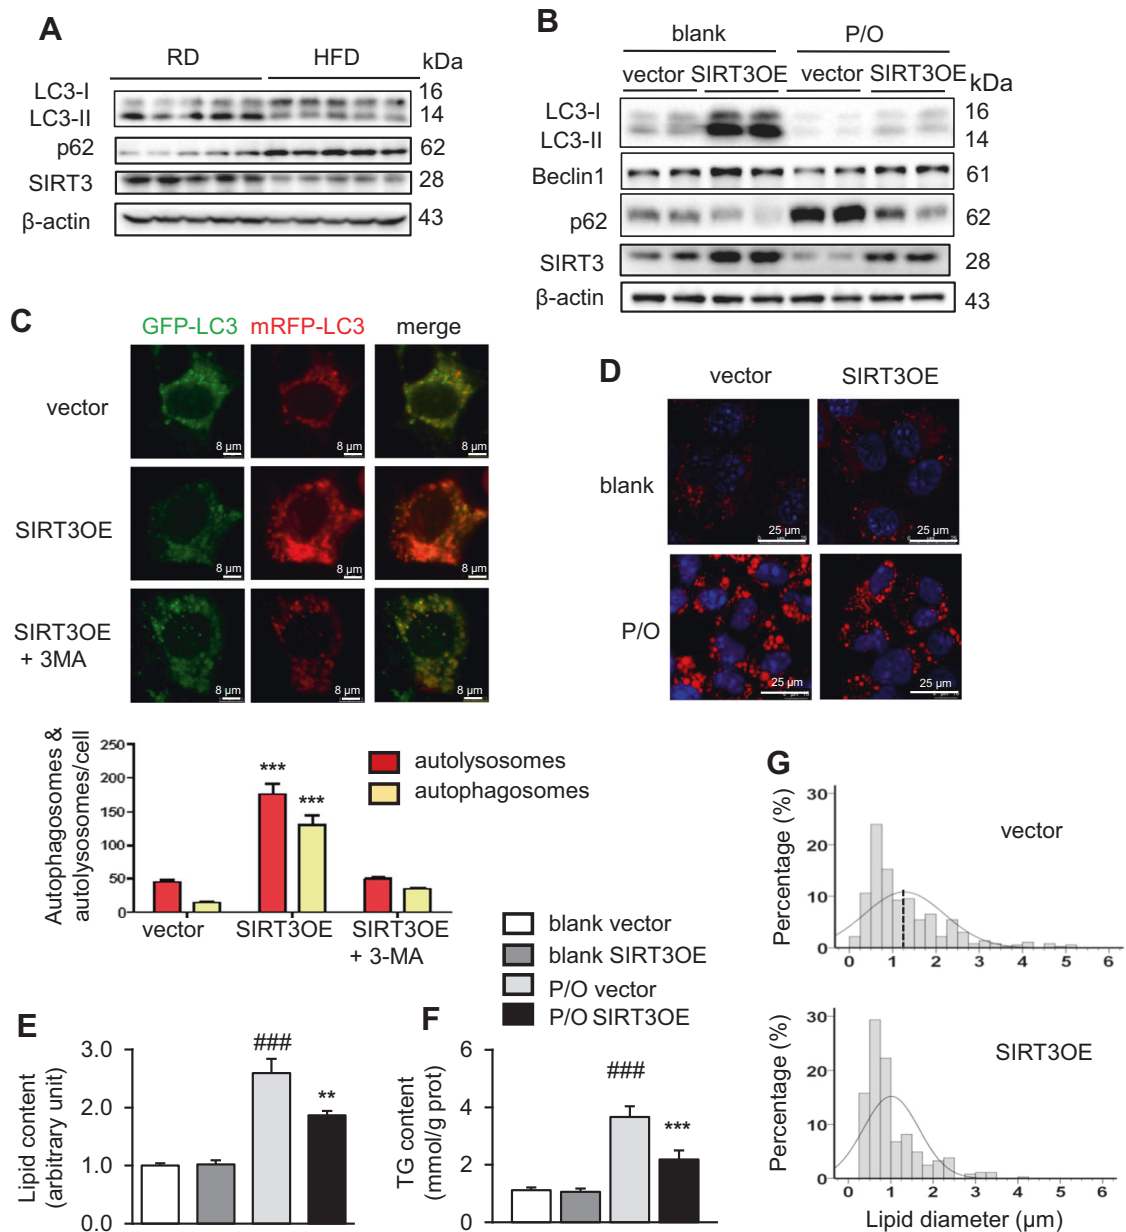 A
RD HFD kDa
LC3-I 16
LC3-II 14
p62 62
SIRT3 28
β-actin 43
B
blank P/O
vector SIRT3OE vector SIRT3OE kDa
LC3-I 16
LC3-II 14
Beclin1 61
p62 62
SIRT3 28
β-actin 43
C
GFP-LC3 mRFP-LC3 merge
vector
8 µm 8 µm 8 µm
SIRT3OE
8 µm 8 µm 8 µm
SIRT3OE
+ 3MA
8 µm 8 µm 8 µm
Autophagosomes &
autolysosomes/cell
250
200
150
100
50
0
*** ***
autolysosomes
autophagosomes
vector SIRT3OE SIRT3OE
+ 3-MA
D
vector SIRT3OE
blank
25 µm 25 µm
P/O
25 µm 25 µm
blank vector
blank SIRT3OE
P/O vector
P/O SIRT3OE
E
Lipid content
(arbitrary unit)
3.0
2.0
1.0
0.0
###
**
F
TG content
(mmol/g prot)
6
4
2
0
###
***
G
Percentage (%)
30
20
10
0
vector
0 1 2 3 4 5 6
Percentage (%)
30
20
10
0
SIRT3OE
0 1 2 3 4 5 6
Lipid diameter (µm)